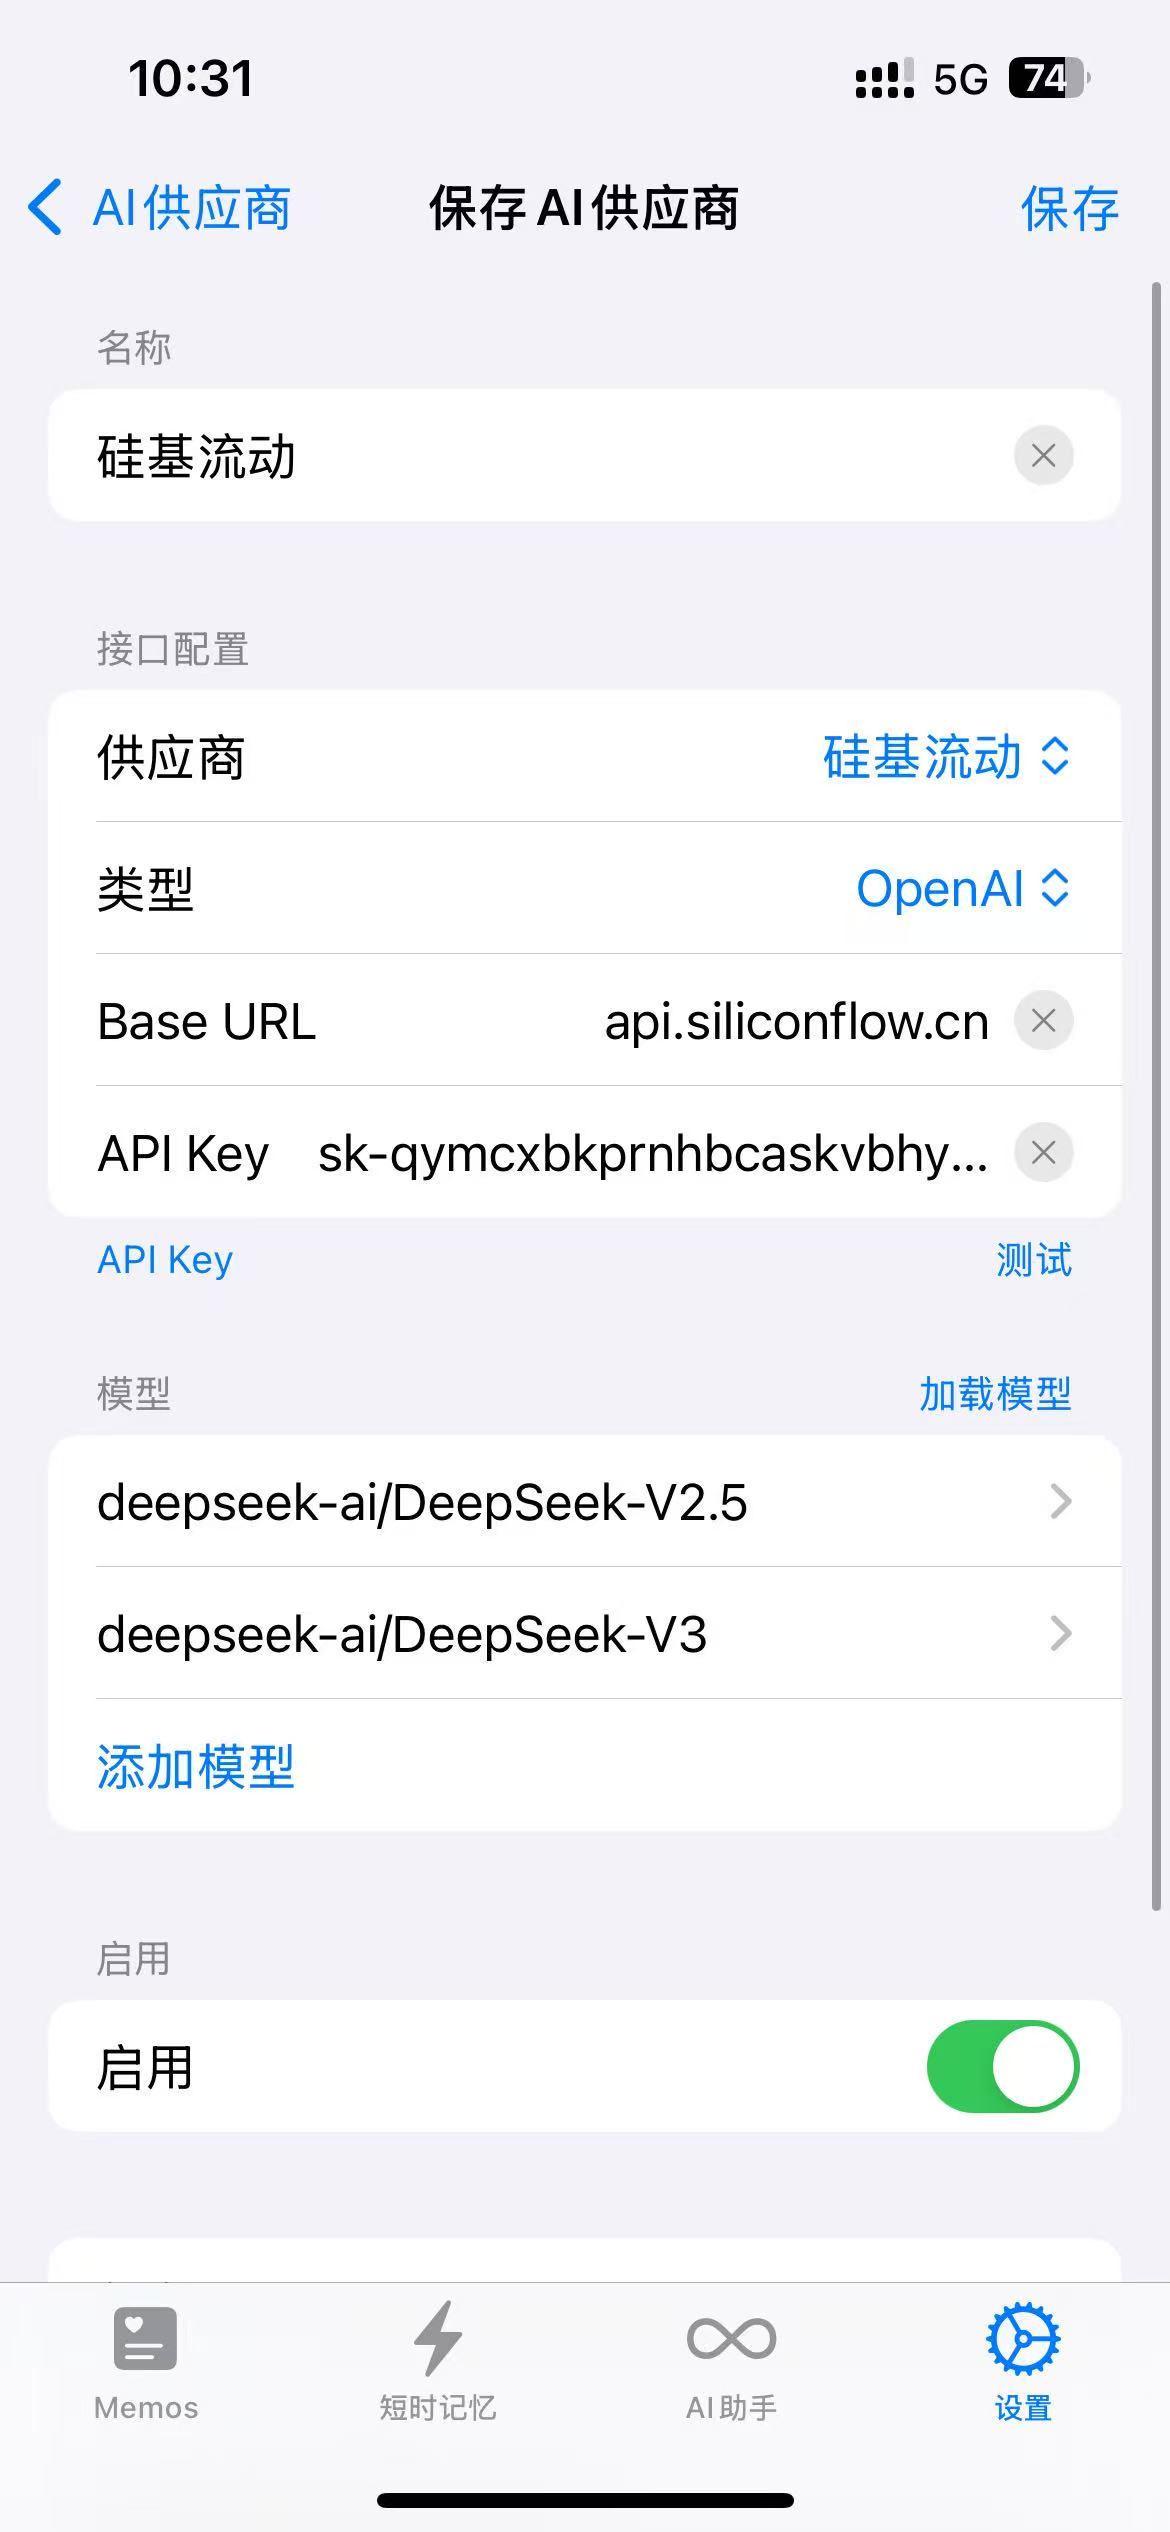 10:31
5G 74
AI供应商 保存AI供应商 保存
名称
硅基流动
接口配置
供应商 硅基流动
类型 OpenAI
Base URL api.siliconflow.cn
API Key sk-qymcxbkprnhbcaskvbhy...
API Key 测试
模型 加载模型
deepseek-ai/DeepSeek-V2.5
deepseek-ai/DeepSeek-V3
添加模型
启用
启用
Memos 短时记忆 AI助手 设置